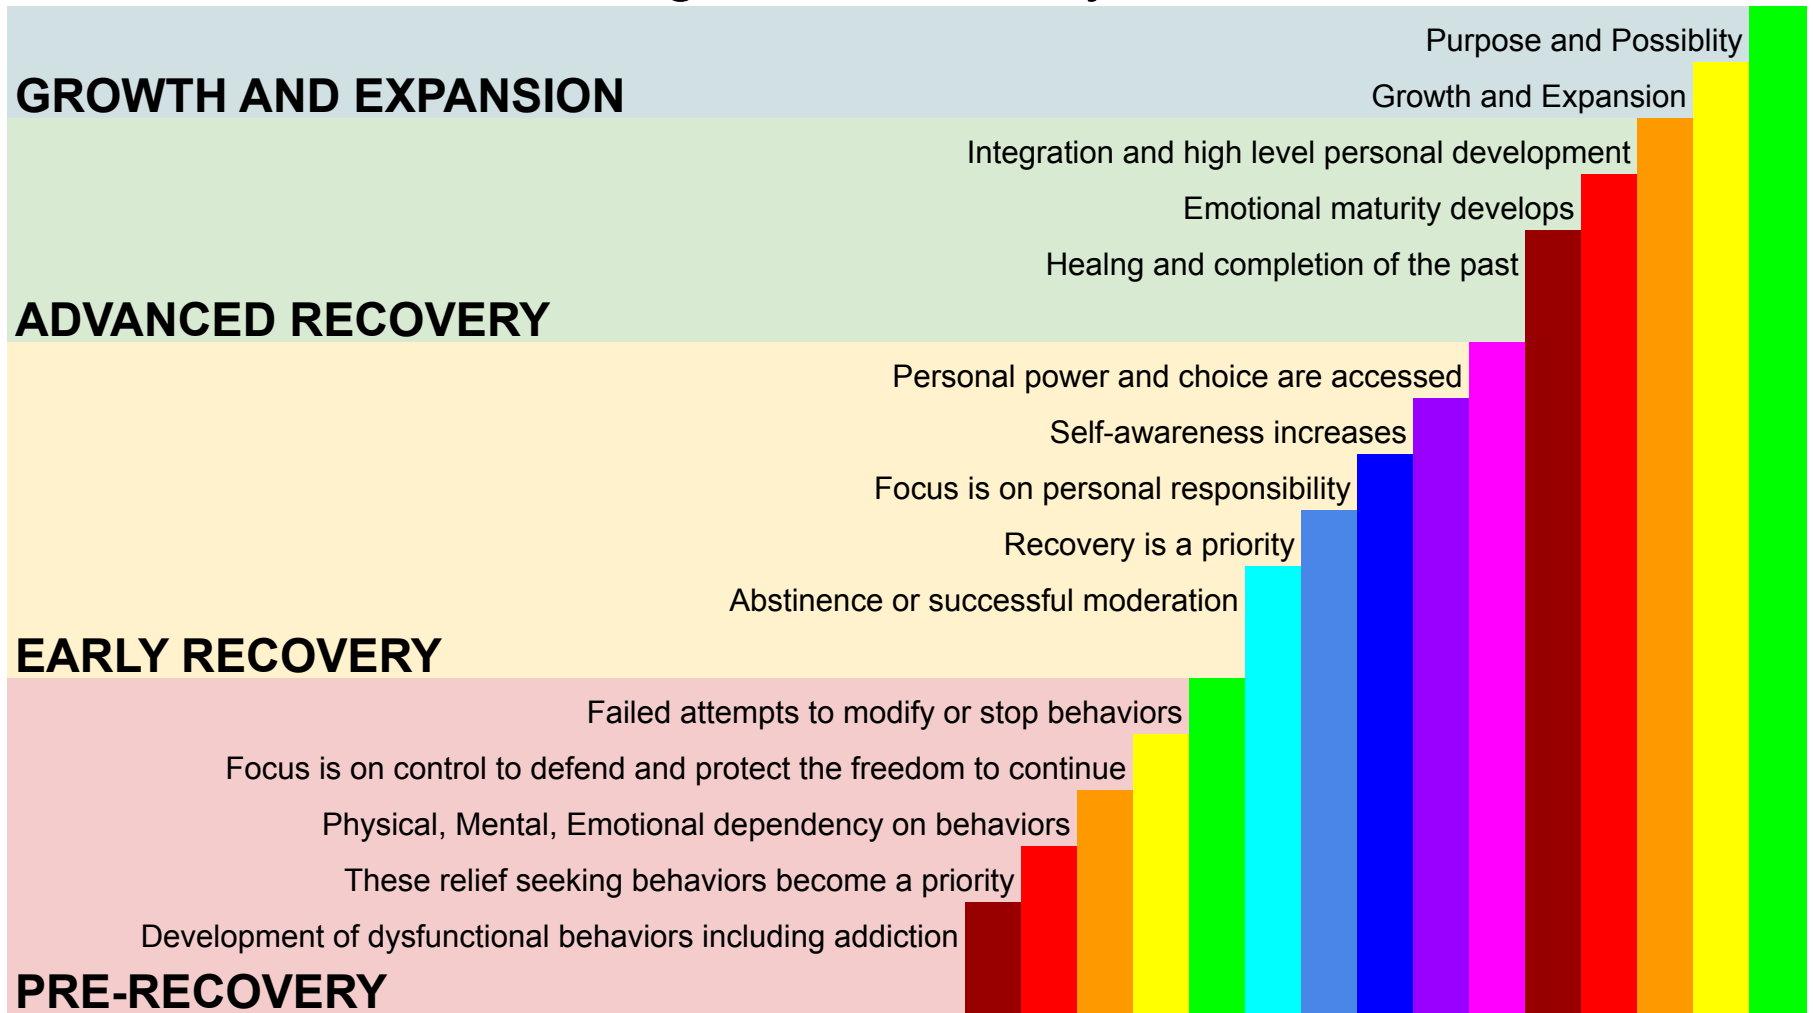 Purpose and Possiblity
GROWTH AND EXPANSION
Growth and Expansion
Integration and high level personal development
Emotional maturity develops
Healng and completion of the past
ADVANCED RECOVERY
Personal power and choice are accessed
Self-awareness increases
Focus is on personal responsibility
Recovery is a priority
Abstinence or successful moderation
EARLY RECOVERY
Failed attempts to modify or stop behaviors
Focus is on control to defend and protect the freedom to continue
Physical, Mental, Emotional dependency on behaviors
These relief seeking behaviors become a priority
Development of dysfunctional behaviors including addiction
PRE-RECOVERY